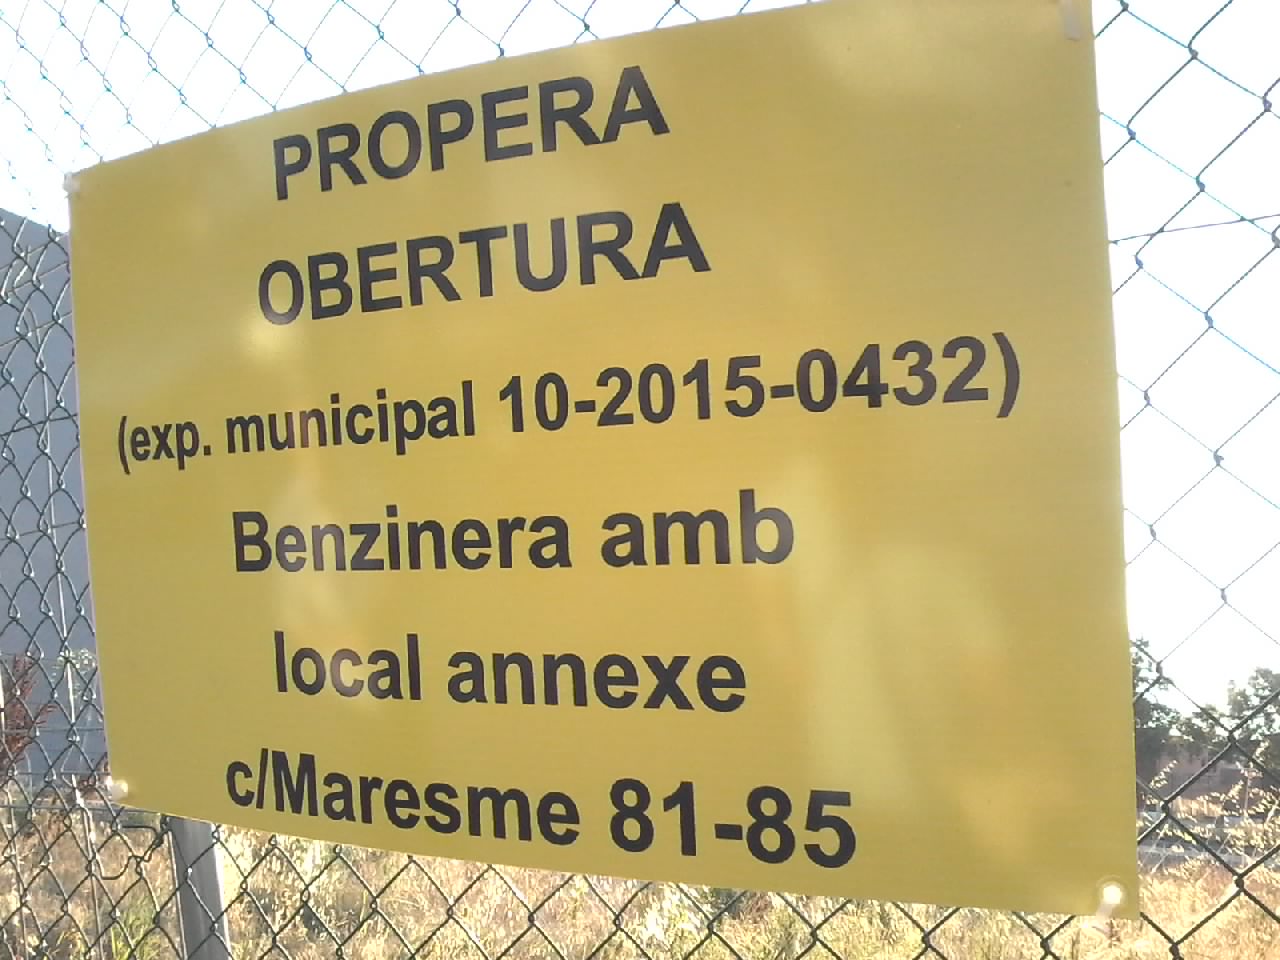 PROPERA
OBERTURA
(exp. municipal 10-2015-0432)
Benzinera amb
local annexe
c/Maresme 81-85